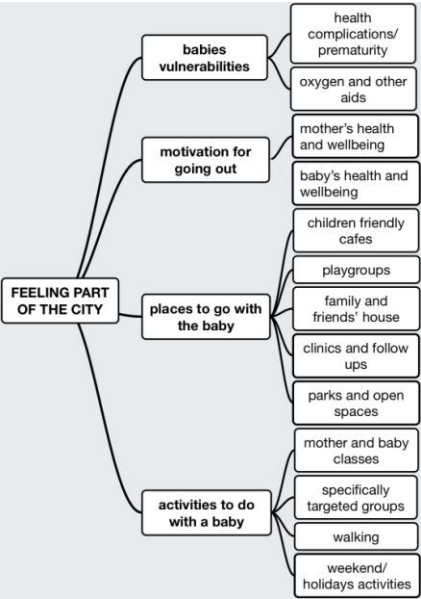 health
complications/
prematurity
babies
vulnerabilities
oxygen and other
aids
motivation for
going out
mother's health
and wellbeing
baby's health and
wellbeing
FEELING PART
OF THE CITY
places to go with
the baby
children friendly
cafes
playgroups
family and
friends' house
clinics and follow
ups
parks and open
spaces
activities to do
with a baby
mother and baby
classes
specifically
targeted groups
walking
weekend/
holidays activities